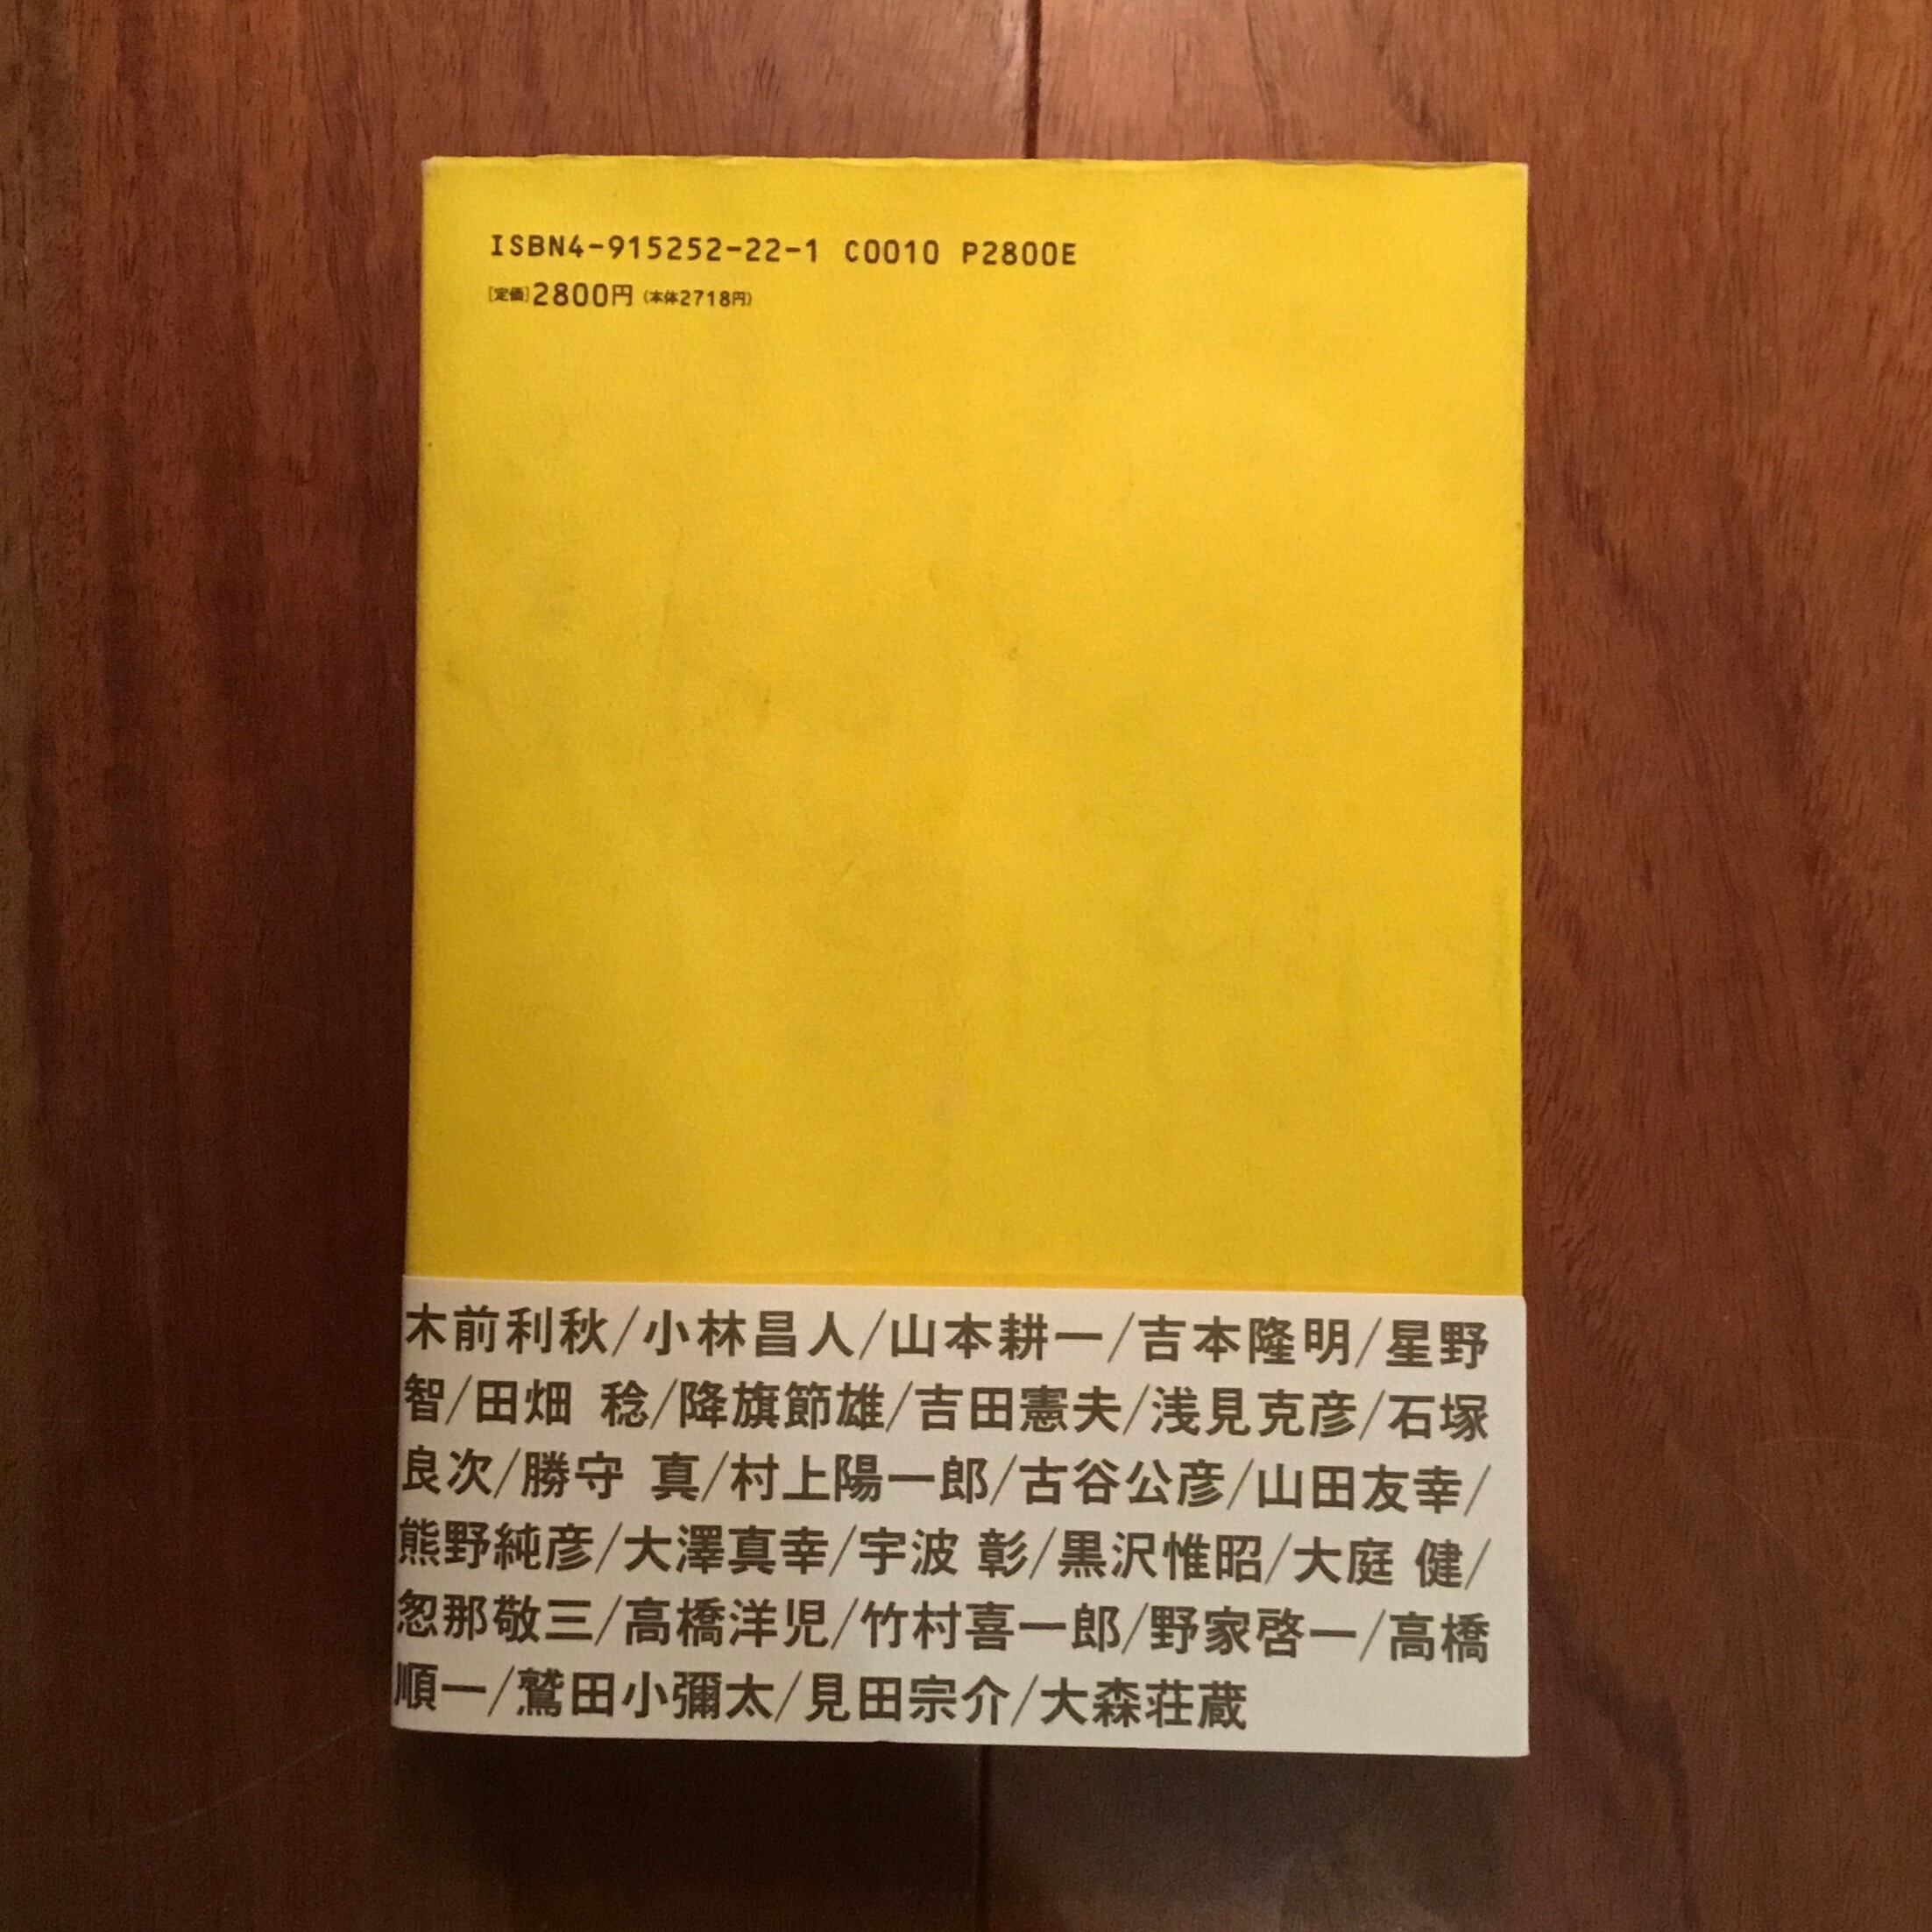 ISBN4-915252-22-1 C0010 P2800E
[定価]2800円(本体2718円)
木前利秋/小林昌人/山本耕一/吉本隆明/星野
智/田畑 稔/降旗節雄/吉田憲夫/浅見克彦/石塚
良次/勝守 真/村上陽一郎/古谷公彦/山田友幸/
熊野純彦/大澤真幸/宇波 彰/黒沢惟昭/大庭 健/
忽那敬三/高橋洋児/竹村喜一郎/野家啓一/高橋
順一/鷲田小彌太/見田宗介/大森荘蔵